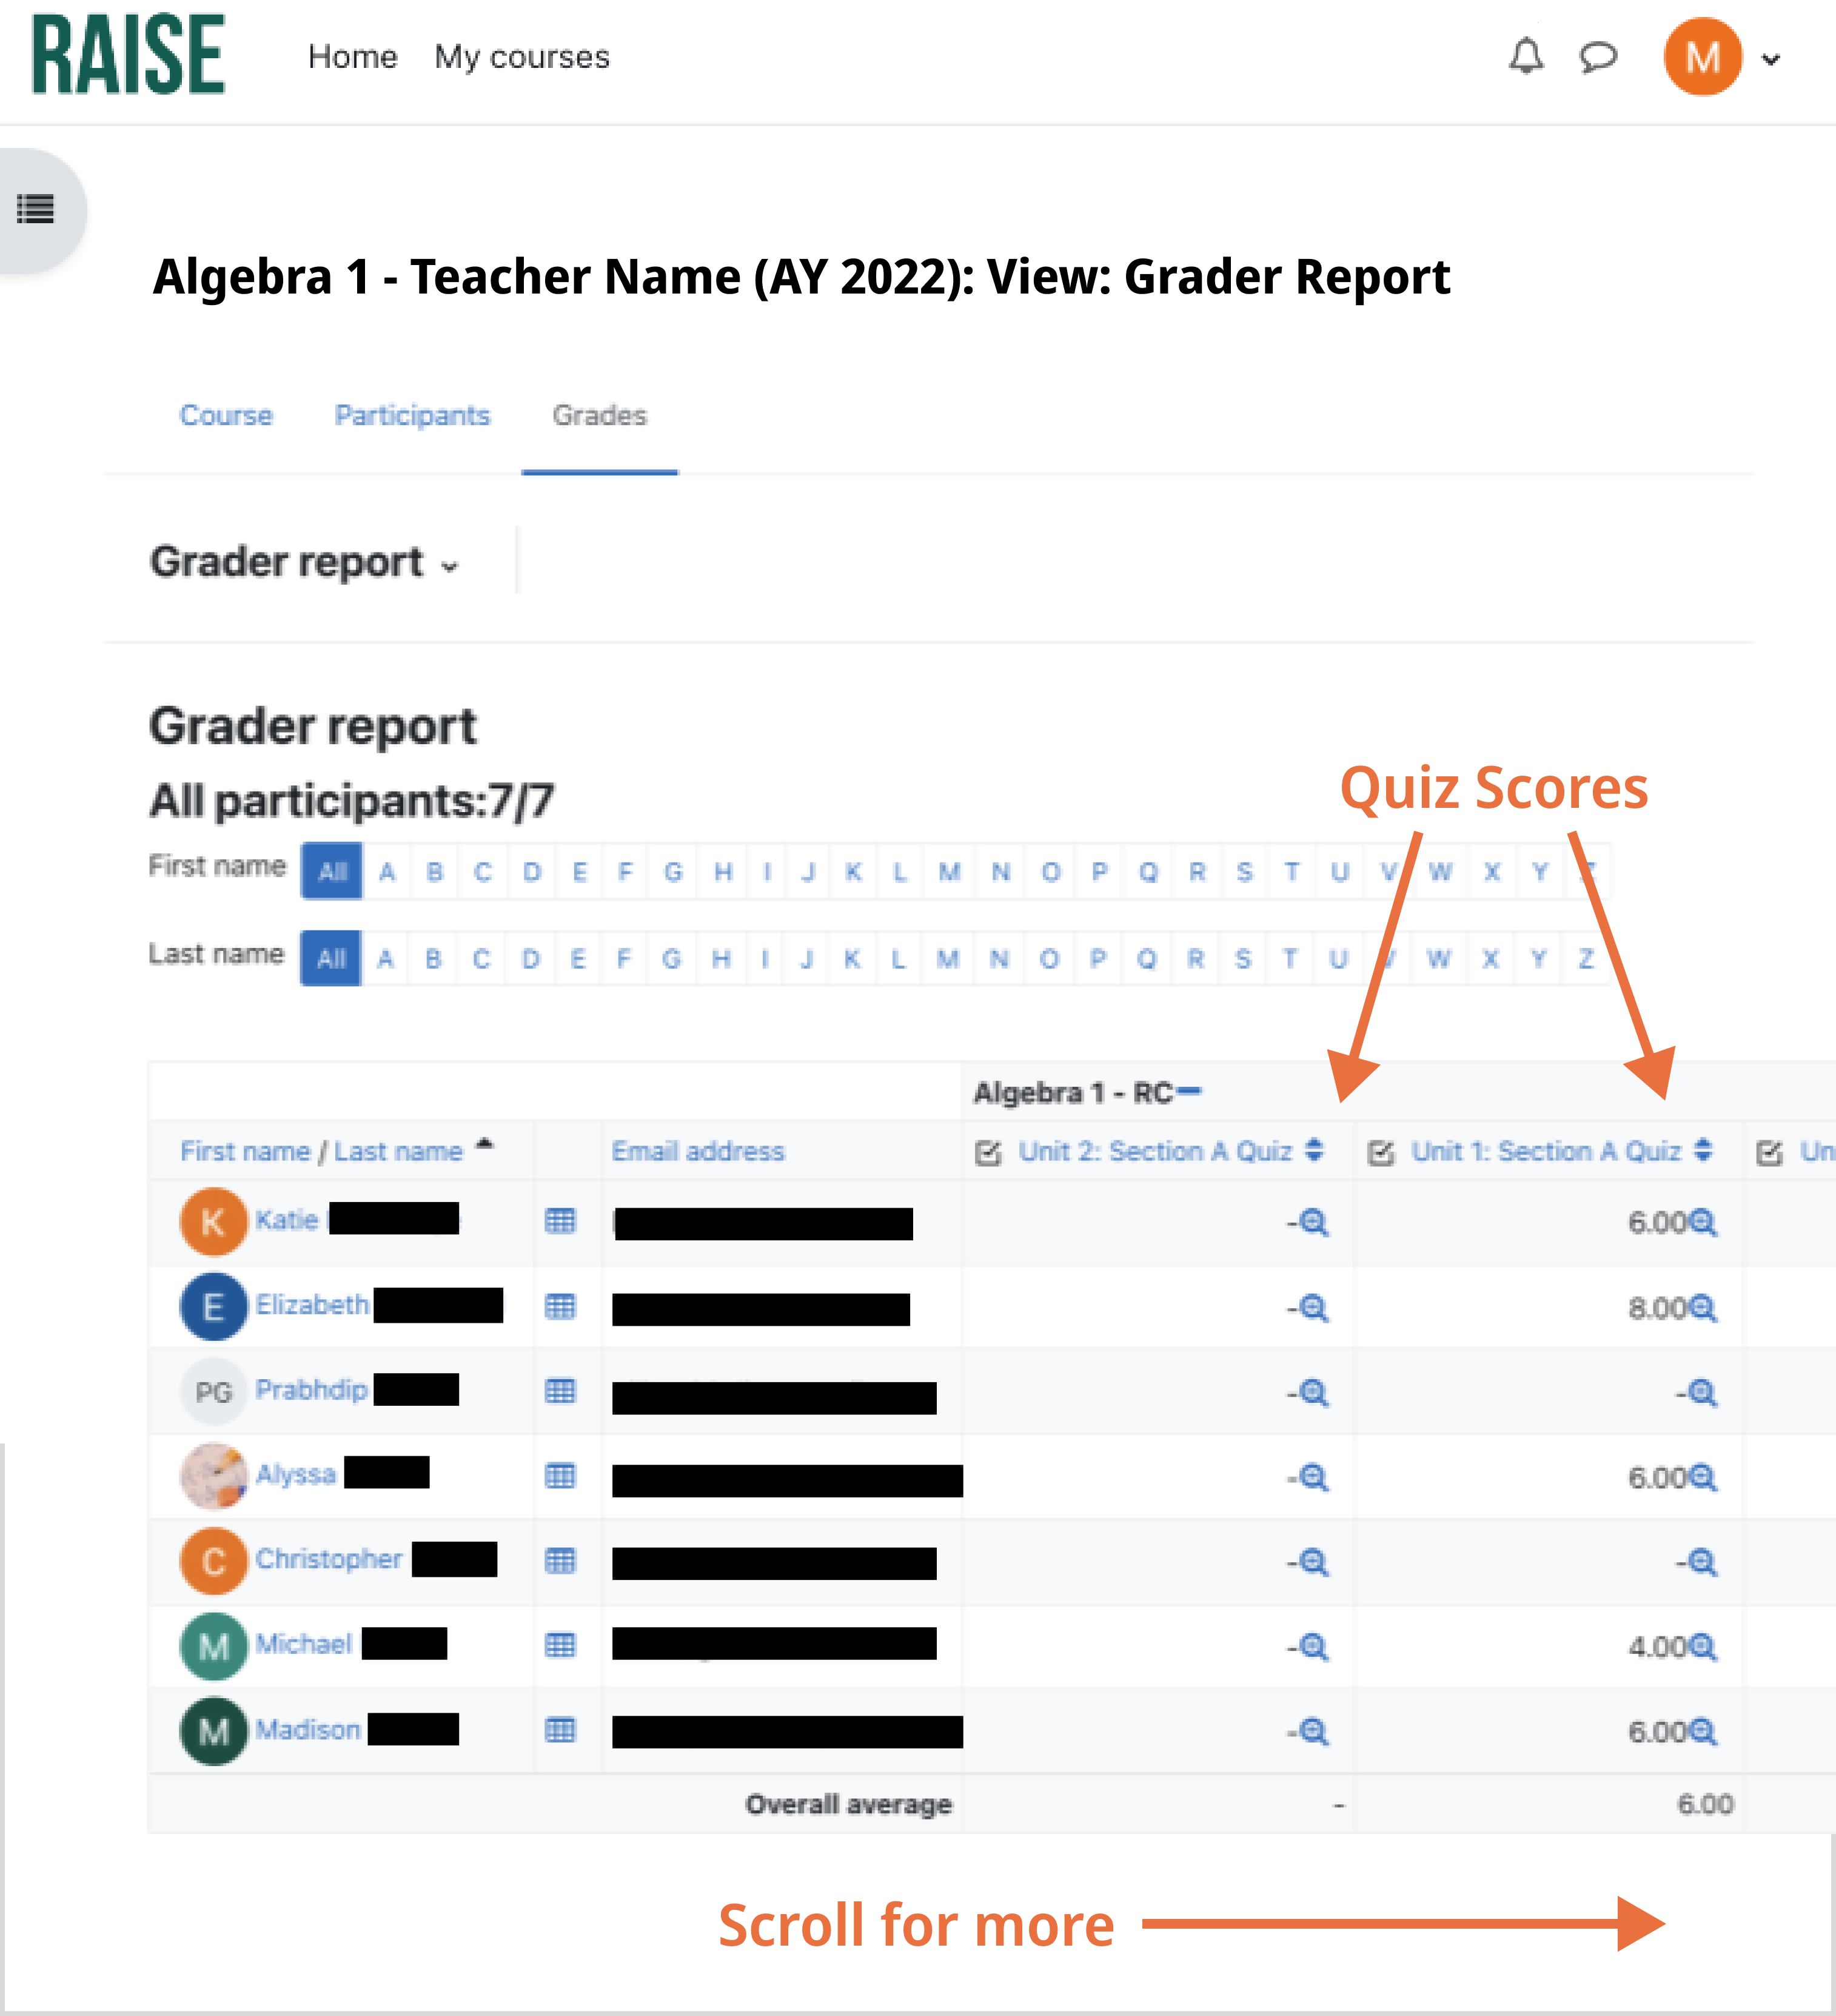 RAISE Home My courses M
Algebra 1 - Teacher Name (AY 2022): View: Grader Report
Course Participants Grades
Grader report
Grader report
All participants:7/7
Quiz Scores
First name All A B C D E F G H I J K L M N O P Q R S T U V W X Y Z
Last name All A B C D E F G H I J K L M N O P Q R S T U V W X Y Z
Algebra 1 - RC
First name / Last name Email address Unit 2: Section A Quiz Unit 1: Section A Quiz Un
K Katie - 6.00
E Elizabeth - 8.00
PG Prabhdip - -
Alyssa - 6.00
C Christopher - -
M Michael - 4.00
M Madison - 6.00
Overall average - 6.00
Scroll for more